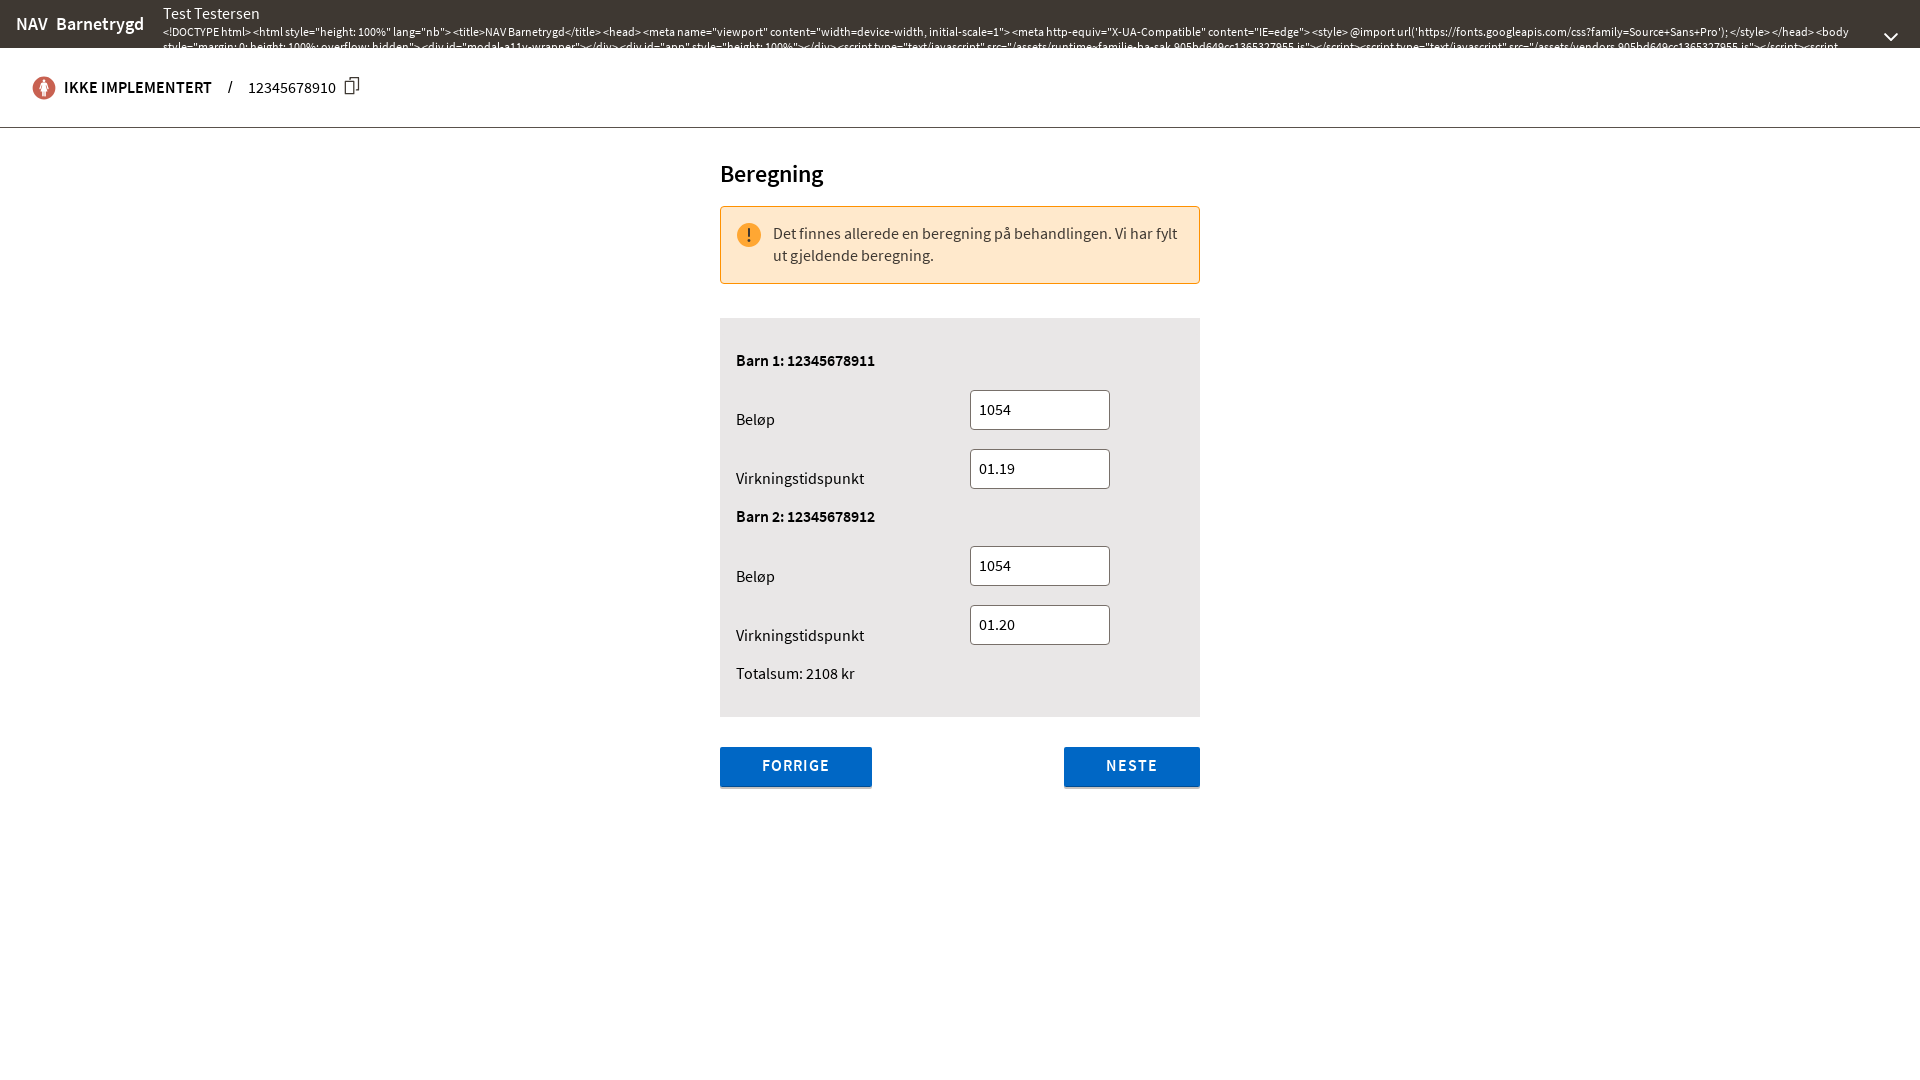 NAV Barnetrygd
Test Testersen
<!DOCTYPE html> <html style="height: 100%" lang="nb"> <title>NAV Barnetrygd</title> <head> <meta name="viewport" content="width=device-width, initial-scale=1"> <meta http-equiv="X-UA-Compatible" content="IE=edge"> <style> @import url('https://fonts.googleapis.com/css?family=Source+Sans+Pro'); </style> </head> <body
style="margin: 0; height: 100%; overflow: hidden"> <div id="modal-a11y-wrapper"></div> <div id="app" style="height: 100%"></div> <script type="text/javascript" src="/assets/runtime~familie-ba-sak.905bd649cc1365327955.js"></script> <script type="text/javascript" src="/assets/vendors.905bd649cc1365327955.js"></script> <script
IKKE IMPLEMENTERT / 12345678910
Beregning
Det finnes allerede en beregning på behandlingen. Vi har fylt
ut gjeldende beregning.
Barn 1: 12345678911
Beløp 1054
Virkningstidspunkt 01.19
Barn 2: 12345678912
Beløp 1054
Virkningstidspunkt 01.20
Totalsum: 2108 kr
FORRIGE NESTE